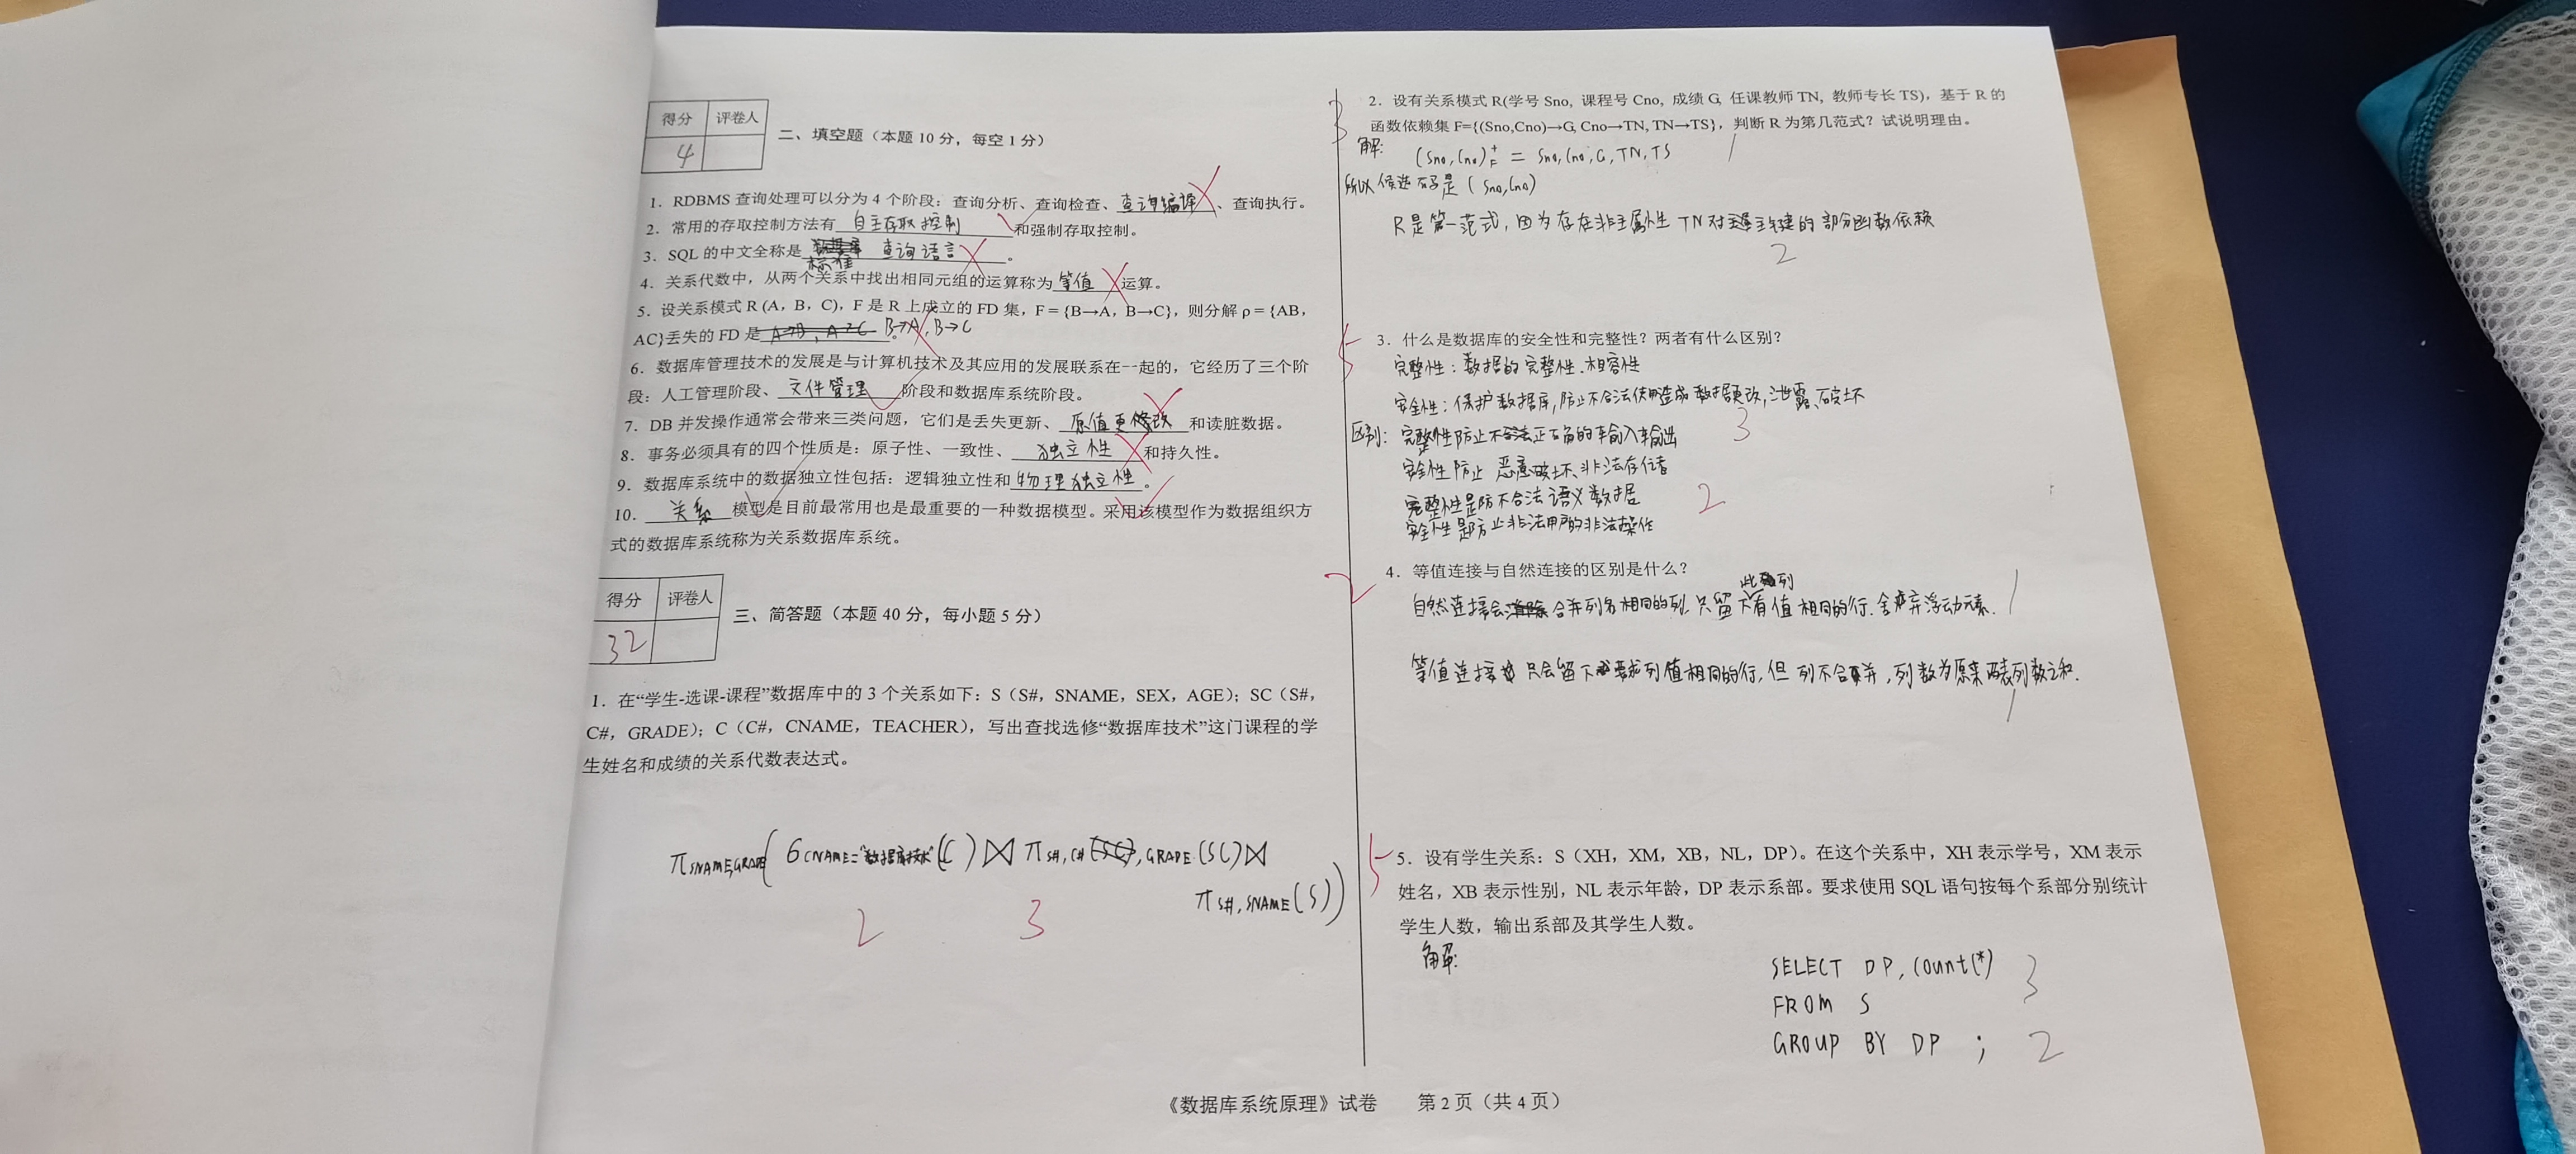 得分 评卷人
4
二、填空题（本题 10 分，每空 1 分）
1．RDBMS 查询处理可以分为 4 个阶段：查询分析、查询检查、查询编译、查询执行。
2．常用的存取控制方法有 自主存取控制 和强制存取控制。
3．SQL 的中文全称是 标准 查询语言 。
4．关系代数中，从两个关系中找出相同元组的运算称为 等值 运算。
5．设关系模式 R (A，B，C)，F 是 R 上成立的 FD 集，F = {B→A，B→C}，则分解 ρ = {AB，
AC}丢失的 FD 是 A→B，A→C 。B→A，B→C
6．数据库管理技术的发展是与计算机技术及其应用的发展联系在一起的，它经历了三个阶
段：人工管理阶段、 文件管理 阶段和数据库系统阶段。
7．DB 并发操作通常会带来三类问题，它们是丢失更新、 原值更修改 和读脏数据。
8．事务必须具有的四个性质是：原子性、一致性、 独立性 和持久性。
9．数据库系统中的数据独立性包括：逻辑独立性和 物理独立性 。
10． 关系 模型是目前最常用也是最重要的一种数据模型。采用该模型作为数据组织方
式的数据库系统称为关系数据库系统。
得分 评卷人
32
三、简答题（本题 40 分，每小题 5 分）
1．在“学生-选课-课程”数据库中的 3 个关系如下：S（S#，SNAME，SEX，AGE）；SC（S#，
C#，GRADE）；C（C#，CNAME，TEACHER），写出查找选修“数据库技术”这门课程的学
生姓名和成绩的关系代数表达式。
π SNAME,GRADE( 6 CNAME="数据库技术" (C) ⋈ π S#, C#, GRADE (SC) ⋈
π S#, SNAME (S))
2 3
3
2．设有关系模式 R(学号 Sno, 课程号 Cno, 成绩 G, 任课教师 TN, 教师专长 TS)，基于 R 的
函数依赖集 F={(Sno,Cno)→G, Cno→TN, TN→TS}，判断 R 为第几范式？试说明理由。
解: (Sno, Cno)F+ = Sno, Cno, G, TN, TS 1
所以候选码是 (Sno, Cno)
R是第一范式，因为存在非主属性 TN对主键的部分函数依赖
2
5
3．什么是数据库的安全性和完整性？两者有什么区别？
完整性：数据的完整性.相容性
安全性：保护数据库,防止不合法使用造成数据更改,泄露、破坏
3
区别：完整性防止不合法正确的输入输出
安全性防止 恶意破坏、非法存取者
完整性是防不合法语义数据
2
安全性是防止非法用户的非法操作
2
4．等值连接与自然连接的区别是什么？
自然连接会合并列名相同的列.只留下有此列值相同的行.舍弃浮动元素. 1
等值连接 只会留下要求列值相同的行,但 列不合并,列数为原来两表列数之和.
1
5
5．设有学生关系：S（XH，XM，XB，NL，DP）。在这个关系中，XH 表示学号，XM 表示
姓名，XB 表示性别，NL 表示年龄，DP 表示系部。要求使用 SQL 语句按每个系部分别统计
学生人数，输出系部及其学生人数。
解:
SELECT DP, Count(*) 3
FROM S
GROUP BY DP ; 2
《数据库系统原理》试卷 第 2 页（共 4 页）